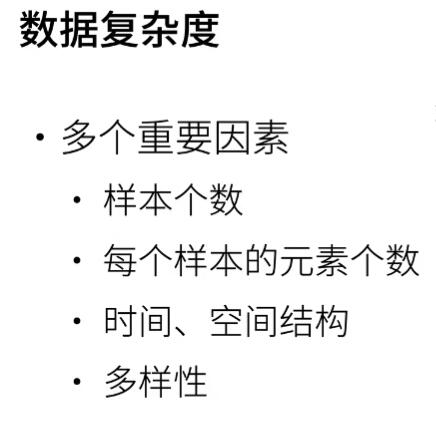 数据复杂度
• 多个重要因素
• 样本个数
• 每个样本的元素个数
• 时间、空间结构
• 多样性